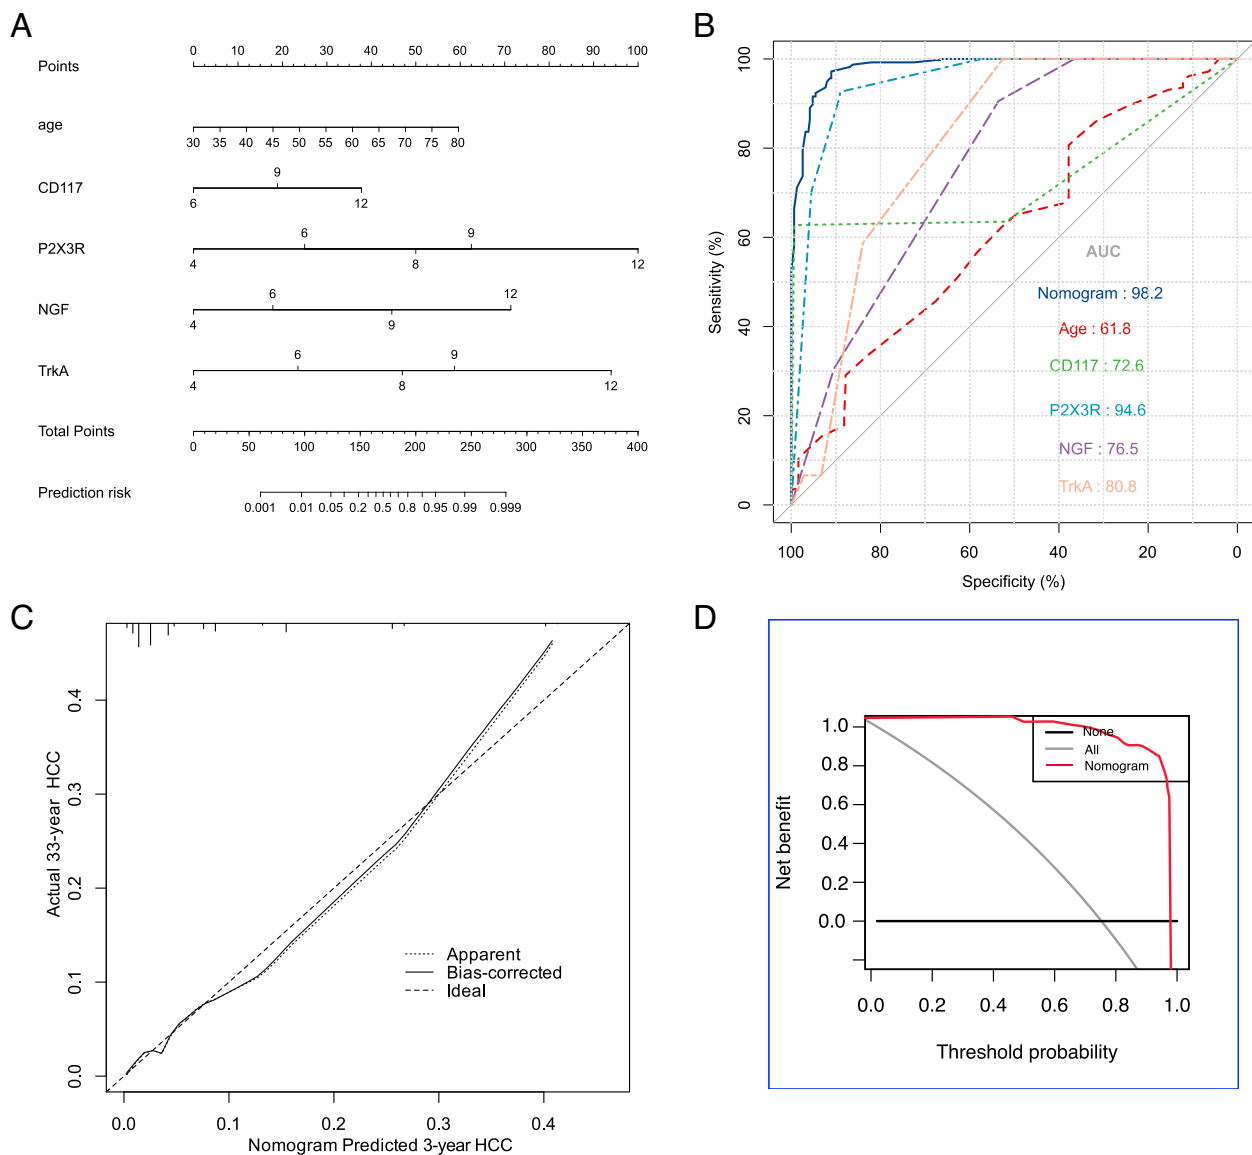 A
Points
0 10 20 30 40 50 60 70 80 90 100
age
30 35 40 45 50 55 60 65 70 75 80
CD117
9
6 12
P2X3R
6 9
4 8 12
NGF
6 12
4 9
TrkA
6 9
4 8 12
Total Points
0 50 100 150 200 250 300 350 400
Prediction risk
0.001 0.01 0.05 0.2 0.5 0.8 0.95 0.99 0.999
B
Sensitivity (%)
100
80
60
40
20
0
AUC
Nomogram : 98.2
Age : 61.8
CD117 : 72.6
P2X3R : 94.6
NGF : 76.5
TrkA : 80.8
100 80 60 40 20 0
Specificity (%)
C
Actual 33-year HCC
0.4
0.3
0.2
0.1
0.0
Apparent
Bias-corrected
Ideal
0.0 0.1 0.2 0.3 0.4
Nomogram Predicted 3-year HCC
D
Net benefit
1.0
0.8
0.6
0.4
0.2
0.0
None
All
Nomogram
0.0 0.2 0.4 0.6 0.8 1.0
Threshold probability